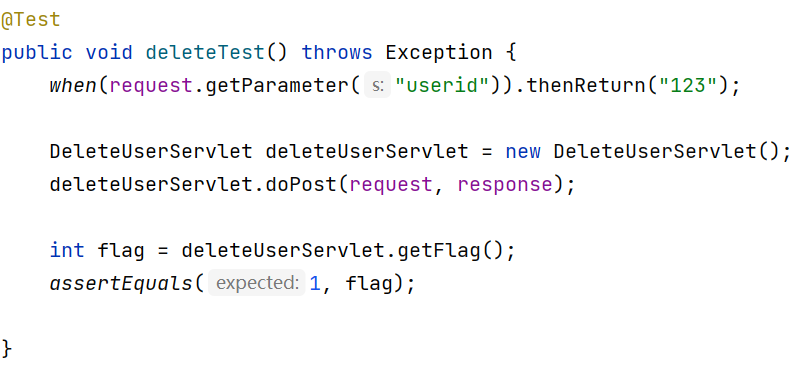 @Test
public void deleteTest() throws Exception {
when(request.getParameter( s: "userid")).thenReturn("123");
DeleteUserServlet deleteUserServlet = new DeleteUserServlet();
deleteUserServlet.doPost(request, response);
int flag = deleteUserServlet.getFlag();
assertEquals( expected: 1, flag);
}